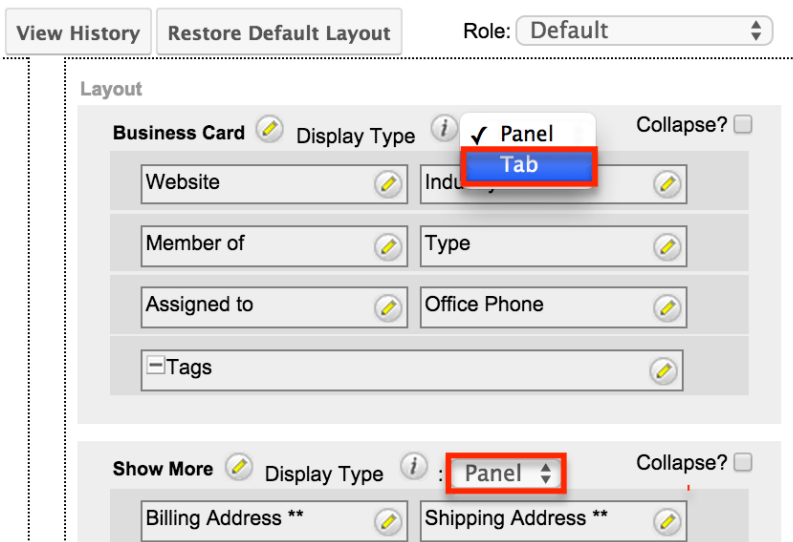 View History Restore Default Layout Role: Default
Layout
Business Card Display Type i ✓ Panel Collapse?
Tab
Website
Member of Type
Assigned to Office Phone
Tags
Show More Display Type i : Panel Collapse?
Billing Address ** Shipping Address **